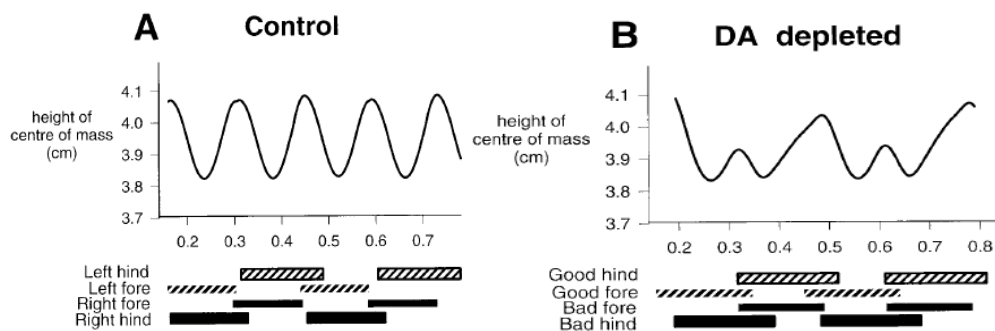 A Control
4.1
height of
centre of mass
(cm)
4.0
3.9
3.8
3.7
0.2 0.3 0.4 0.5 0.6 0.7
Left hind
Left fore
Right fore
Right hind
B DA depleted
4.1
height of
centre of mass
(cm)
4.0
3.9
3.8
3.7
0.2 0.3 0.4 0.5 0.6 0.7 0.8
Good hind
Good fore
Bad fore
Bad hind